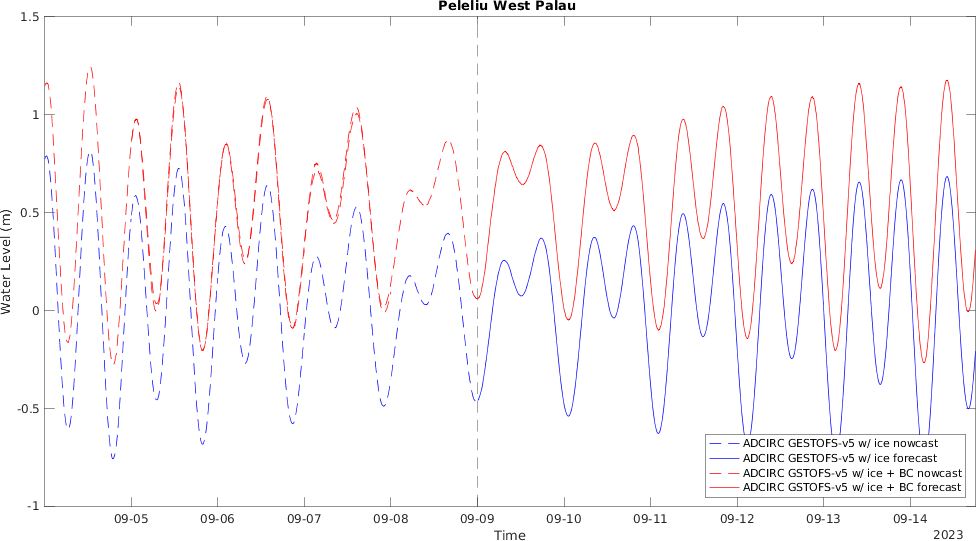 Peleliu West Palau
1.5
1
0.5
0
-0.5
-1
Water Level (m)
ADCIRC GESTOFS-v5 w/ ice nowcast
ADCIRC GESTOFS-v5 w/ ice forecast
ADCIRC GSTOFS-v5 w/ ice + BC nowcast
ADCIRC GSTOFS-v5 w/ ice + BC forecast
09-05 09-06 09-07 09-08 09-09 09-10 09-11 09-12 09-13 09-14
Time
2023